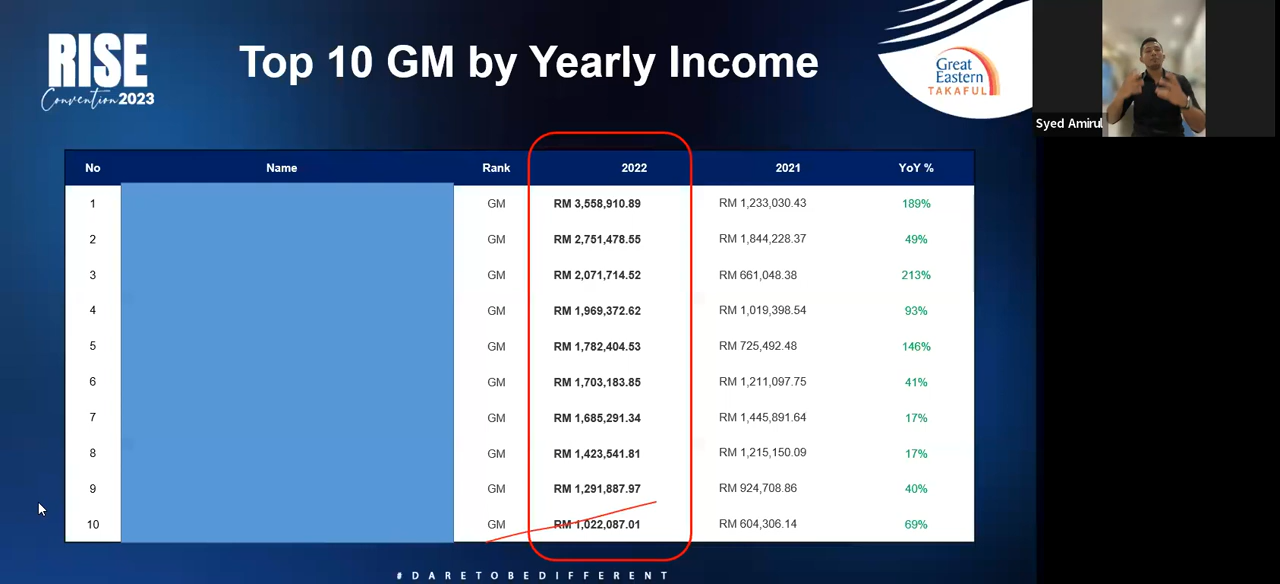 RISE
Convention 2023
Top 10 GM by Yearly Income
Great
Eastern
TAKAFUL
Syed Amirul
No Name Rank 2022 2021 YoY %
1 GM RM 3,558,910.89 RM 1,233,030.43 189%
2 GM RM 2,751,478.55 RM 1,844,228.37 49%
3 GM RM 2,071,714.52 RM 661,048.38 213%
4 GM RM 1,969,372.62 RM 1,019,398.54 93%
5 GM RM 1,782,404.53 RM 725,492.48 146%
6 GM RM 1,703,183.85 RM 1,211,097.75 41%
7 GM RM 1,685,291.34 RM 1,445,891.64 17%
8 GM RM 1,423,541.81 RM 1,215,150.09 17%
9 GM RM 1,291,887.97 RM 924,708.86 40%
10 GM RM 1,022,087.01 RM 604,306.14 69%
#DARETOBEDIFFERENT